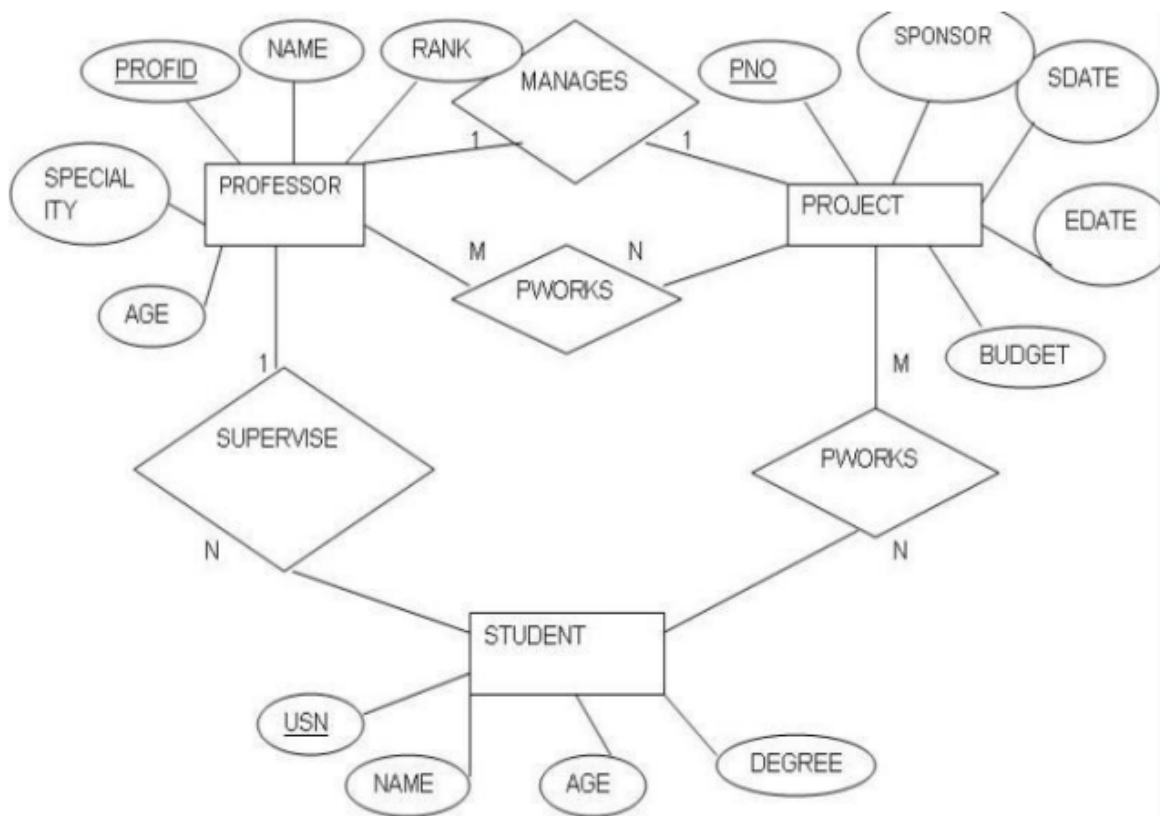 NAME
RANK
SPONSOR
PROFID
MANAGES
PNO
SDATE
1
1
SPECIAL
ITY
PROFESSOR
PROJECT
EDATE
M
N
PWORKS
AGE
BUDGET
1
M
SUPERVISE
PWORKS
N
N
STUDENT
USN
NAME
AGE
DEGREE